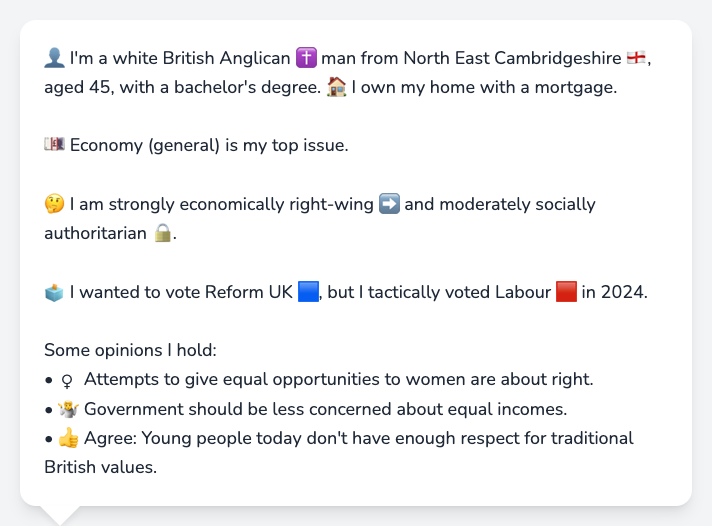 👤 I'm a white British Anglican ✝️ man from North East Cambridgeshire 🏴󠁧󠁢󠁥󠁮󠁧󠁿,
aged 45, with a bachelor's degree. 🏠 I own my home with a mortgage.
💷 Economy (general) is my top issue.
🤔 I am strongly economically right-wing ➡️ and moderately socially
authoritarian 🔒.
🗳️ I wanted to vote Reform UK 🟦, but I tactically voted Labour 🟥 in 2024.
Some opinions I hold:
• ♀ Attempts to give equal opportunities to women are about right.
• 🤷 Government should be less concerned about equal incomes.
• 👍 Agree: Young people today don't have enough respect for traditional
British values.